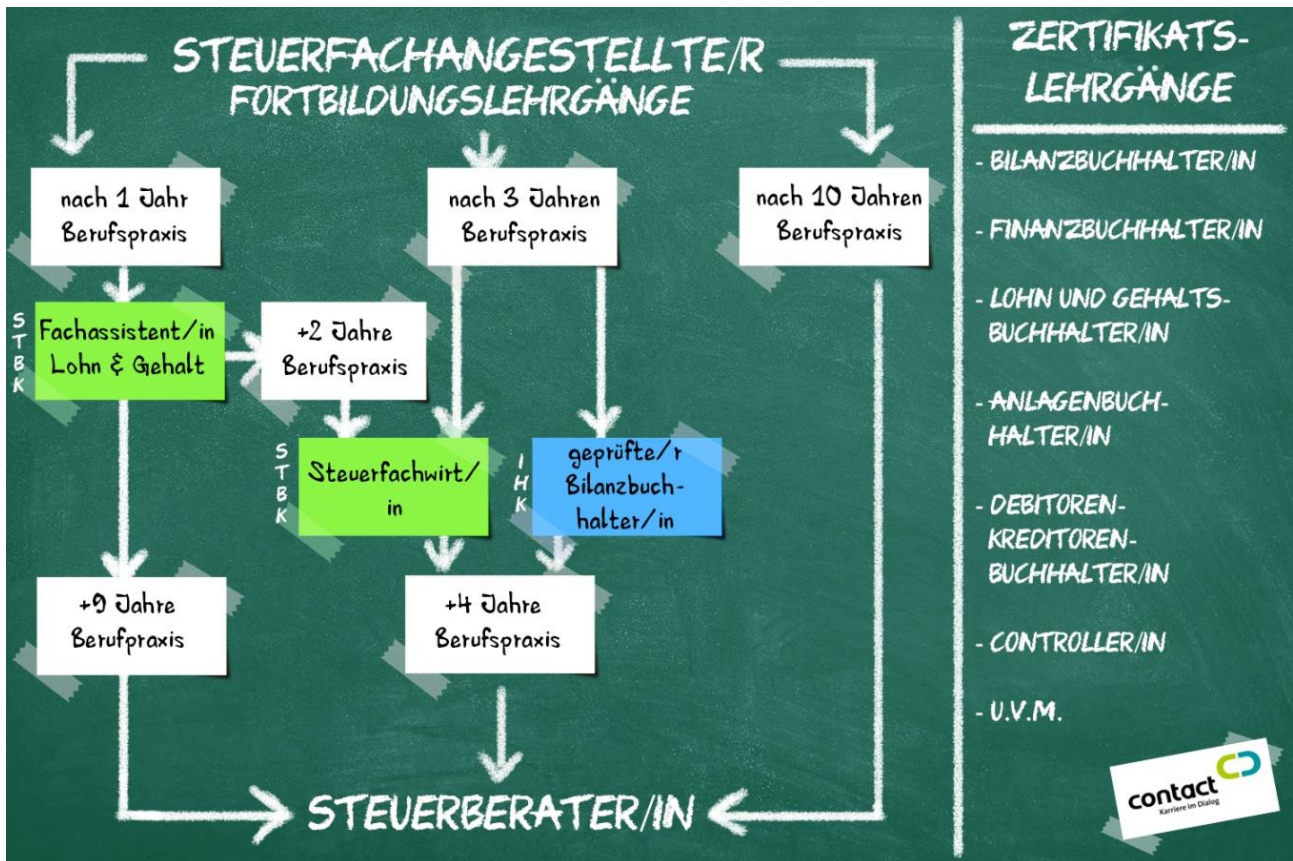 STEUERFACHANGESTELLTE/R
FORTBILDUNGSLEHRGÄNGE
nach 1 Jahr
Berufspraxis
nach 3 Jahren
Berufspraxis
nach 10 Jahren
Berufspraxis
STBK
Fachassistent/in
Lohn & Gehalt
+2 Jahre
Berufspraxis
STBK
Steuerfachwirt/
in
IHK
geprüfte/r
Bilanzbuch-
halter/in
+9 Jahre
Berufpraxis
+4 Jahre
Berufspraxis
STEUERBERATER/IN
ZERTIFIKATS-
LEHRGÄNGE
- BILANZBUCHHALTER/IN
- FINANZBUCHHALTER/IN
- LOHN UND GEHALTS-
BUCHHALTER/IN
- ANLAGENBUCH-
HALTER/IN
- DEBITOREN-
KREDITOREN-
BUCHHALTER/IN
- CONTROLLER/IN
- U.V.M.
contact
Karriere im Dialog